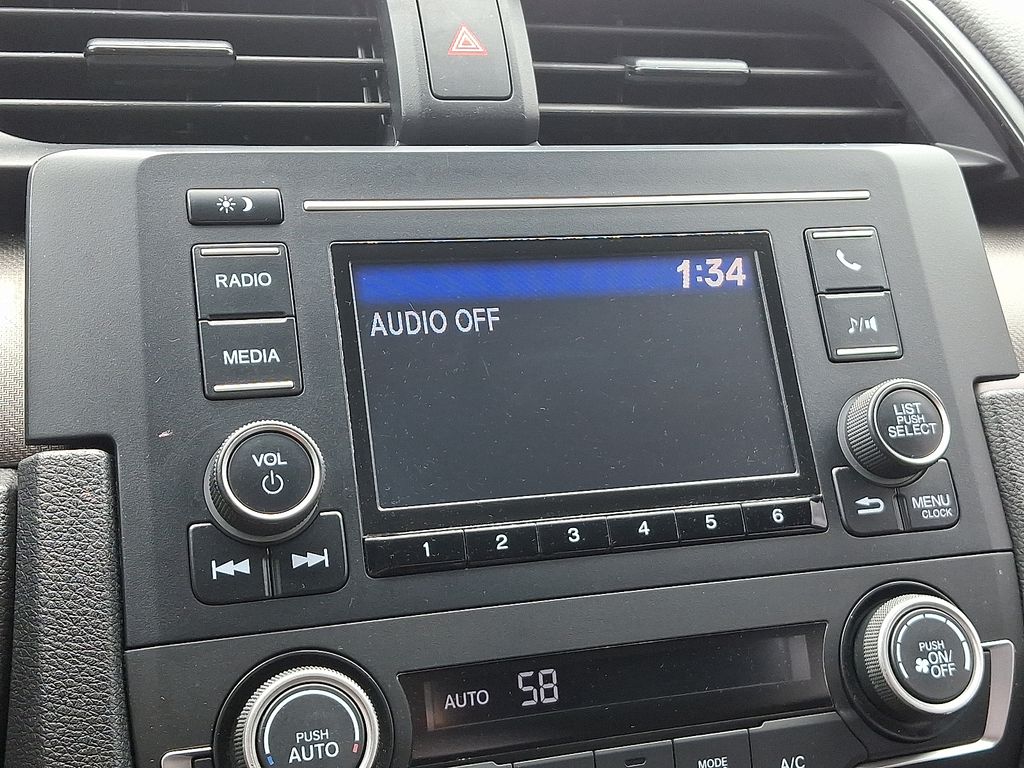 1:34
RADIO
AUDIO OFF
MEDIA
LIST
PUSH
SELECT
VOL
MENU
CLOCK
1 2 3 4 5 6
PUSH
ON/
OFF
AUTO 58
PUSH
AUTO
MODE
A/C